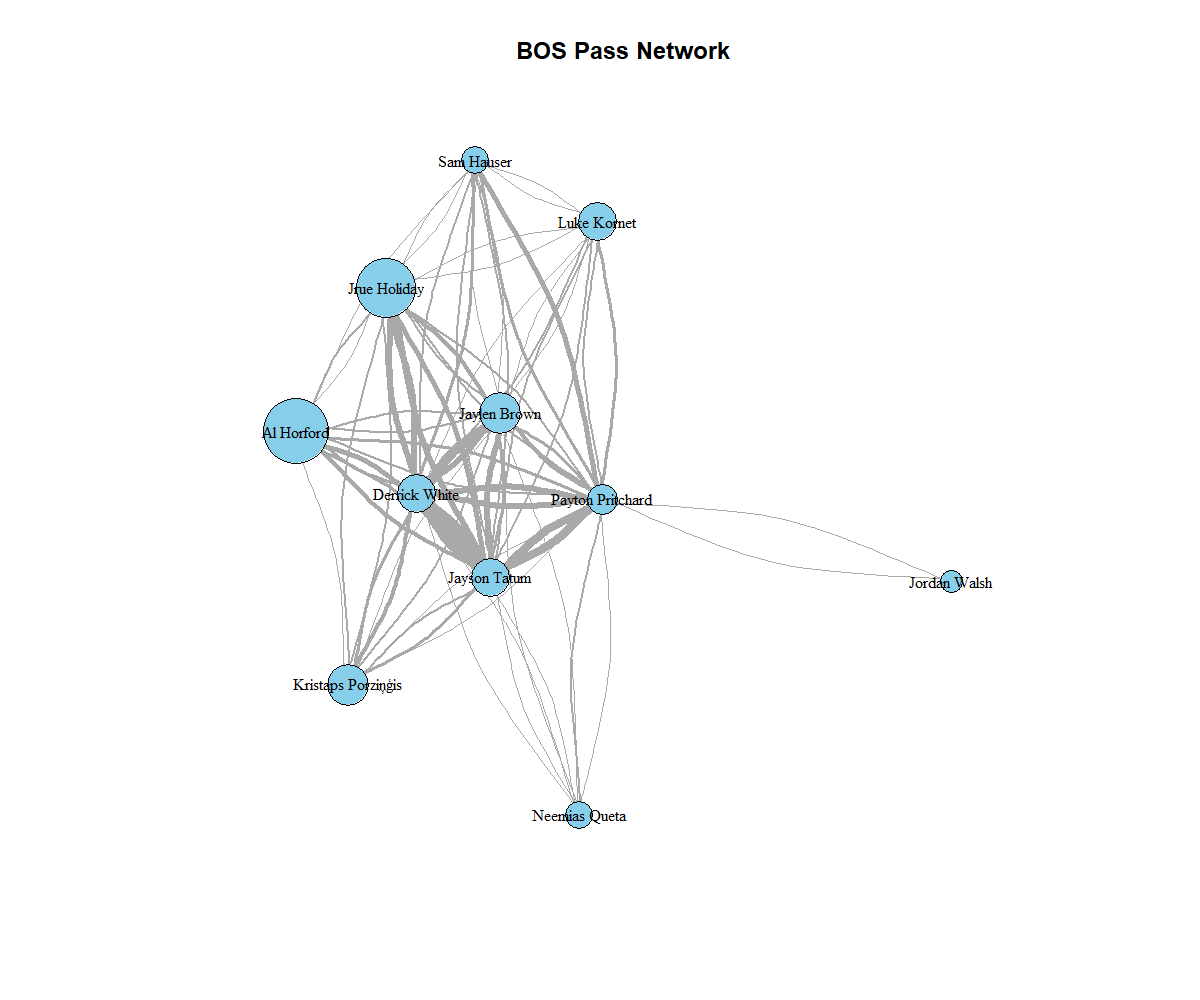 BOS Pass Network
Sam Hauser
Luke Kornet
Jrue Holiday
Jaylen Brown
Al Horford
Derrick White
Payton Pritchard
Jayson Tatum
Jordan Walsh
Kristaps Porziņģis
Neemias Queta